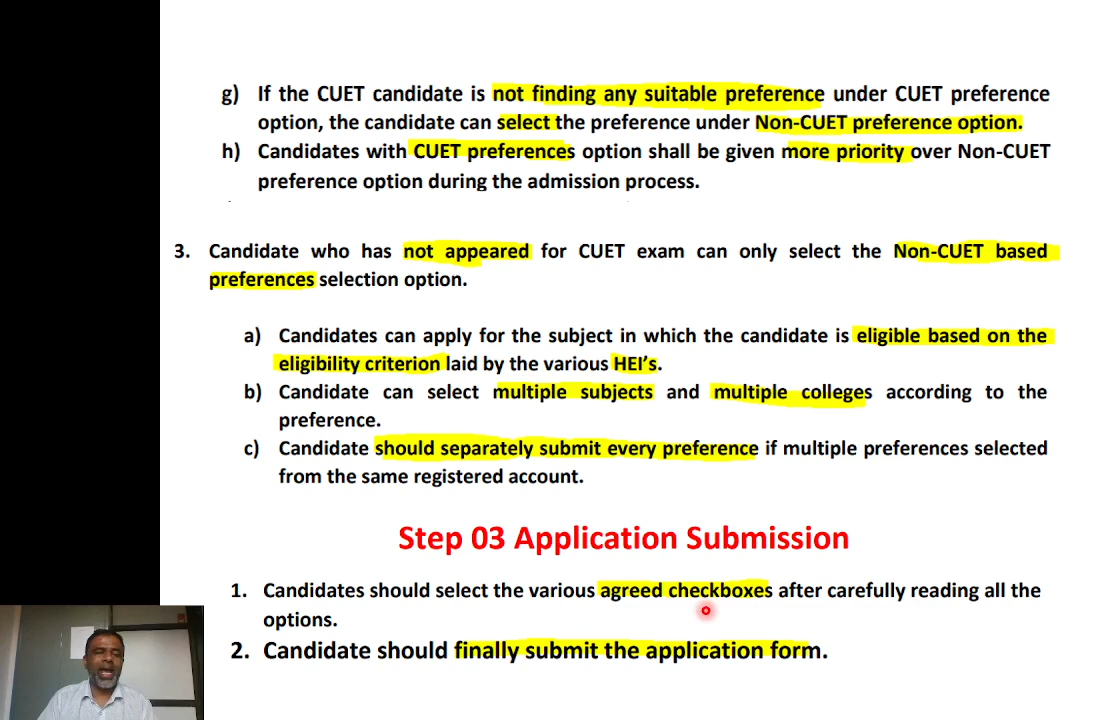 g) If the CUET candidate is not finding any suitable preference under CUET preference
option, the candidate can select the preference under Non-CUET preference option.
h) Candidates with CUET preferences option shall be given more priority over Non-CUET
preference option during the admission process.
3. Candidate who has not appeared for CUET exam can only select the Non-CUET based
preferences selection option.
a) Candidates can apply for the subject in which the candidate is eligible based on the
eligibility criterion laid by the various HEI's.
b) Candidate can select multiple subjects and multiple colleges according to the
preference.
c) Candidate should separately submit every preference if multiple preferences selected
from the same registered account.
Step 03 Application Submission
1. Candidates should select the various agreed checkboxes after carefully reading all the
options.
2. Candidate should finally submit the application form.